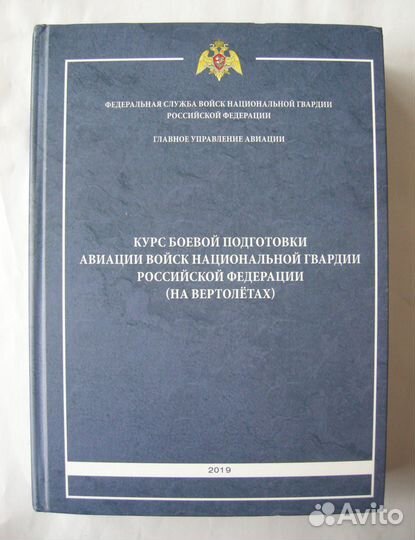 ФЕДЕРАЛЬНАЯ СЛУЖБА ВОЙСК НАЦИОНАЛЬНОЙ ГВАРДИИ
РОССИЙСКОЙ ФЕДЕРАЦИИ
ГЛАВНОЕ УПРАВЛЕНИЕ АВИАЦИИ
КУРС БОЕВОЙ ПОДГОТОВКИ
АВИАЦИИ ВОЙСК НАЦИОНАЛЬНОЙ ГВАРДИИ
РОССИЙСКОЙ ФЕДЕРАЦИИ
(НА ВЕРТОЛЁТАХ)
2019
Avito